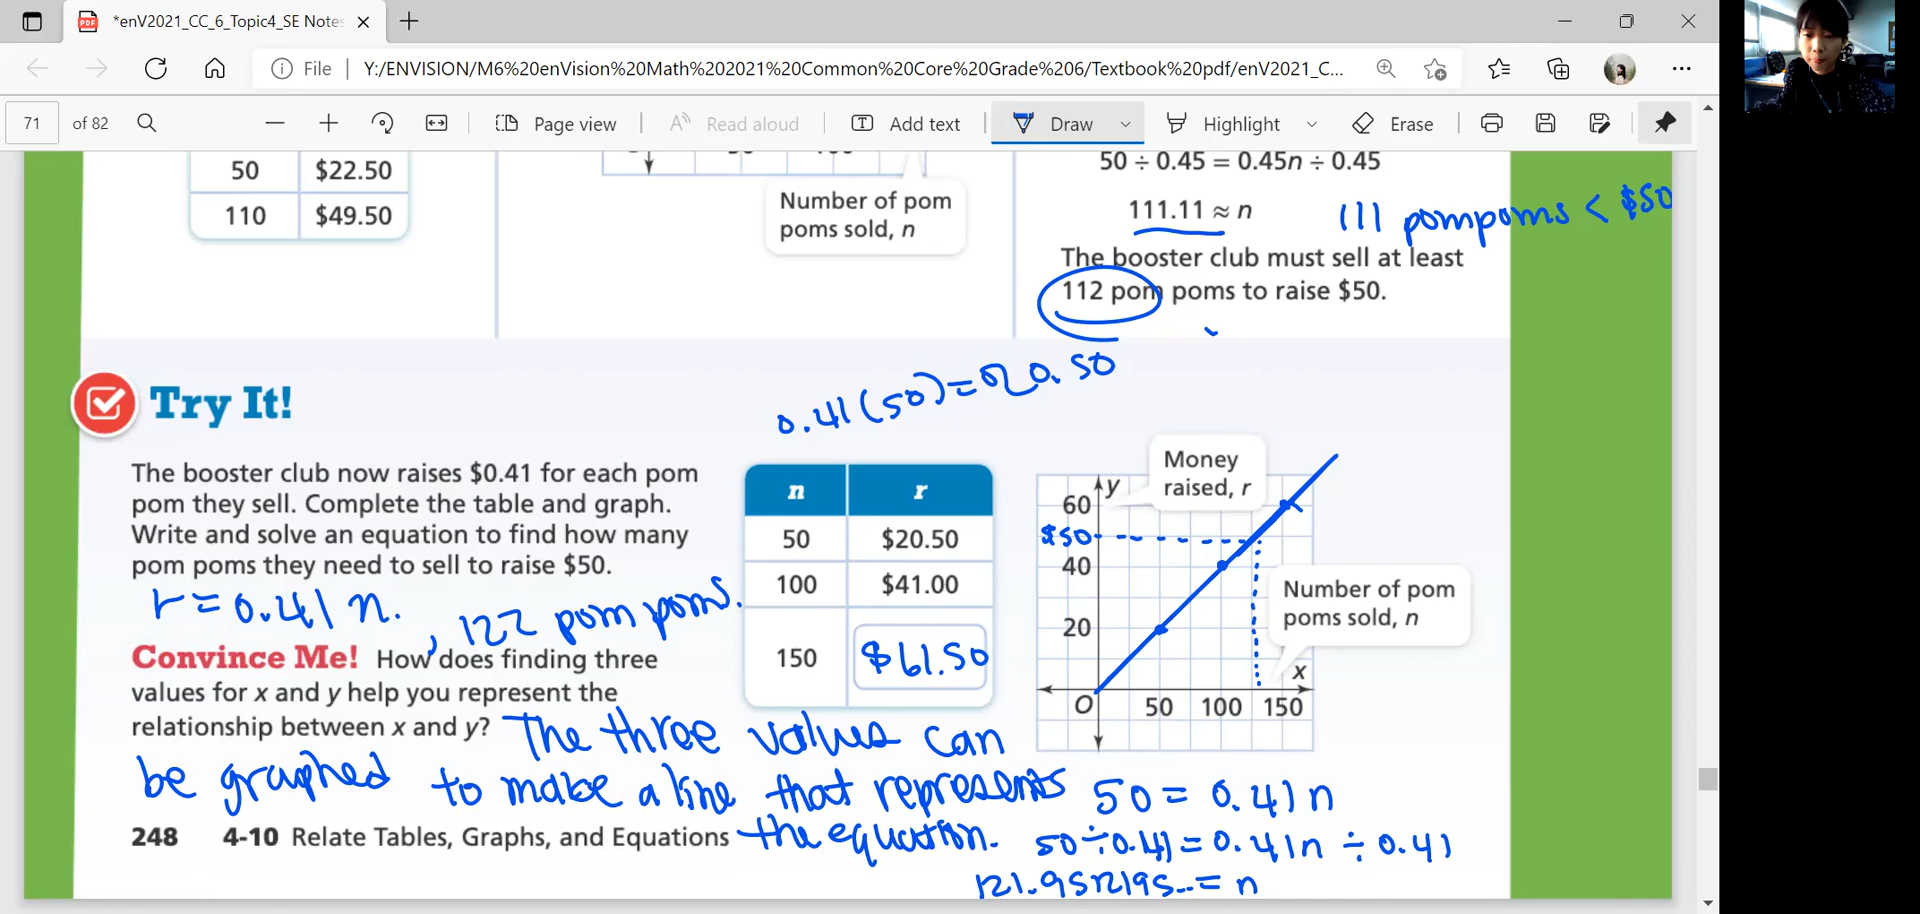 *enV2021_CC_6_Topic4_SE Notes
File
Y:/ENVISION/M6%20enVision%20Math%202021%20Common%20Core%20Grade%206/Textbook%20pdf/enV2021_C...
71 of 82
Page view
Read aloud
Add text
Draw
Highlight
Erase
50 $22.50
110 $49.50
Number of pom
poms sold, n
50 ÷ 0.45 = 0.45n ÷ 0.45
111.11 ≈ n
111 pompoms < $50
The booster club must sell at least
112 pom poms to raise $50.
Try It!
0.41(50)=20.50
The booster club now raises $0.41 for each pom
pom they sell. Complete the table and graph.
Write and solve an equation to find how many
pom poms they need to sell to raise $50.
r = 0.41 n. , 122 pom poms.
Convince Me! How does finding three
values for x and y help you represent the
relationship between x and y?
The three values can
be graphed to make a line that represents
the equation.
n r
50 $20.50
100 $41.00
150 $61.50
Money
raised, r
y
60
$50
40
20
O 50 100 150
x
Number of pom
poms sold, n
50 = 0.41n
50÷0.41=0.41n ÷ 0.41
121.9512195...= n
248 4-10 Relate Tables, Graphs, and Equations